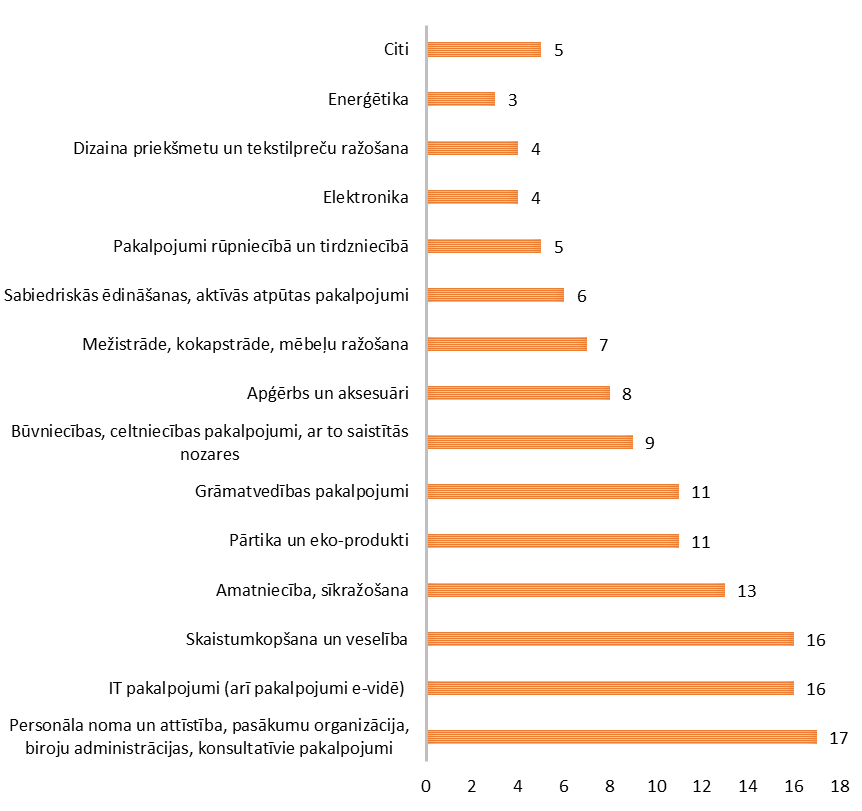 Citi 5
Enerģētika 3
Dizaina priekšmetu un tekstilpreču ražošana 4
Elektronika 4
Pakalpojumi rūpniecībā un tirdzniecībā 5
Sabiedriskās ēdināšanas, aktīvās atpūtas pakalpojumi 6
Mežistrāde, kokapstrāde, mēbeļu ražošana 7
Apģērbs un aksesuāri 8
Būvniecības, celtniecības pakalpojumi, ar to saistītās
nozares 9
Grāmatvedības pakalpojumi 11
Pārtika un eko-produkti 11
Amatniecība, sīkražošana 13
Skaistumkopšana un veselība 16
IT pakalpojumi (arī pakalpojumi e-vidē) 16
Personāla noma un attīstība, pasākumu organizācija,
biroju administrācijas, konsultatīvie pakalpojumi 17
0 2 4 6 8 10 12 14 16 18